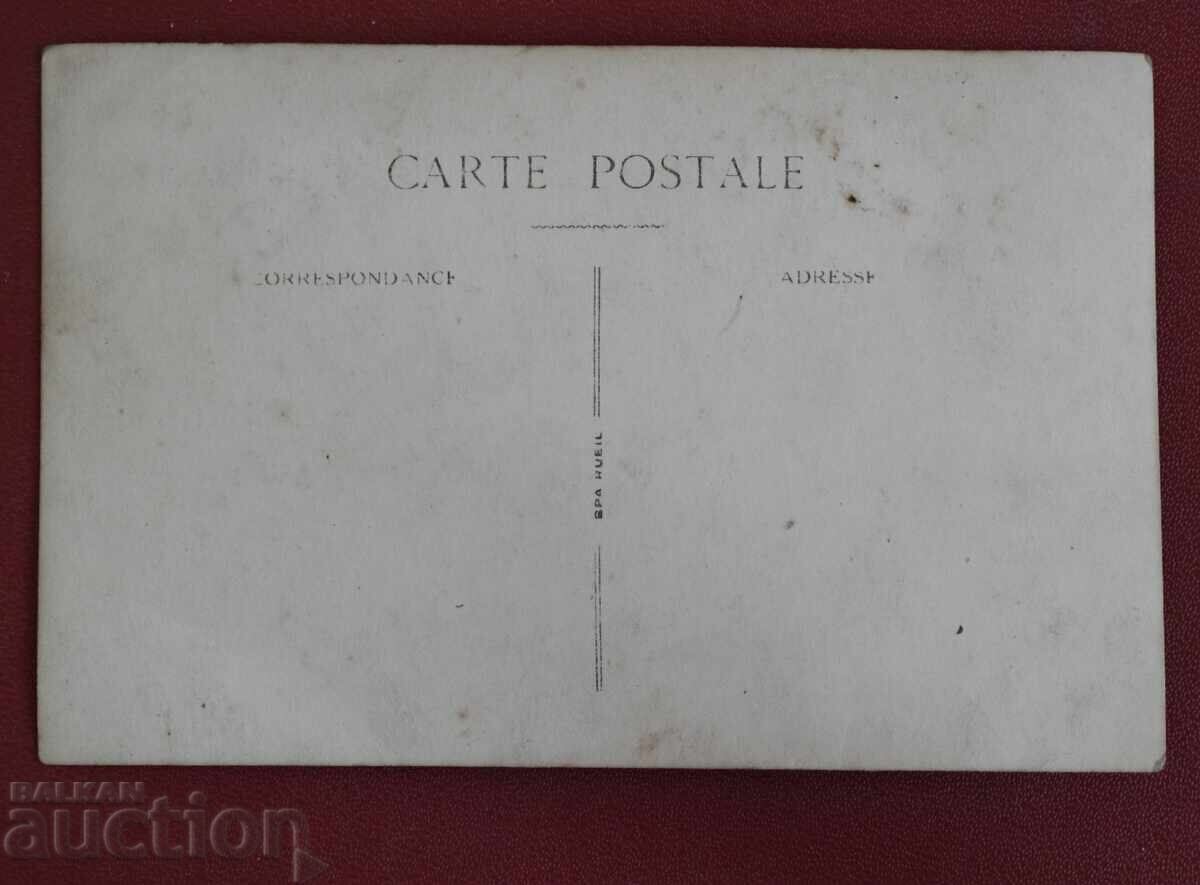 CARTE POSTALE
CORRESPONDANCE
ADRESSE
SPA RUEIL
BALKAN
auction